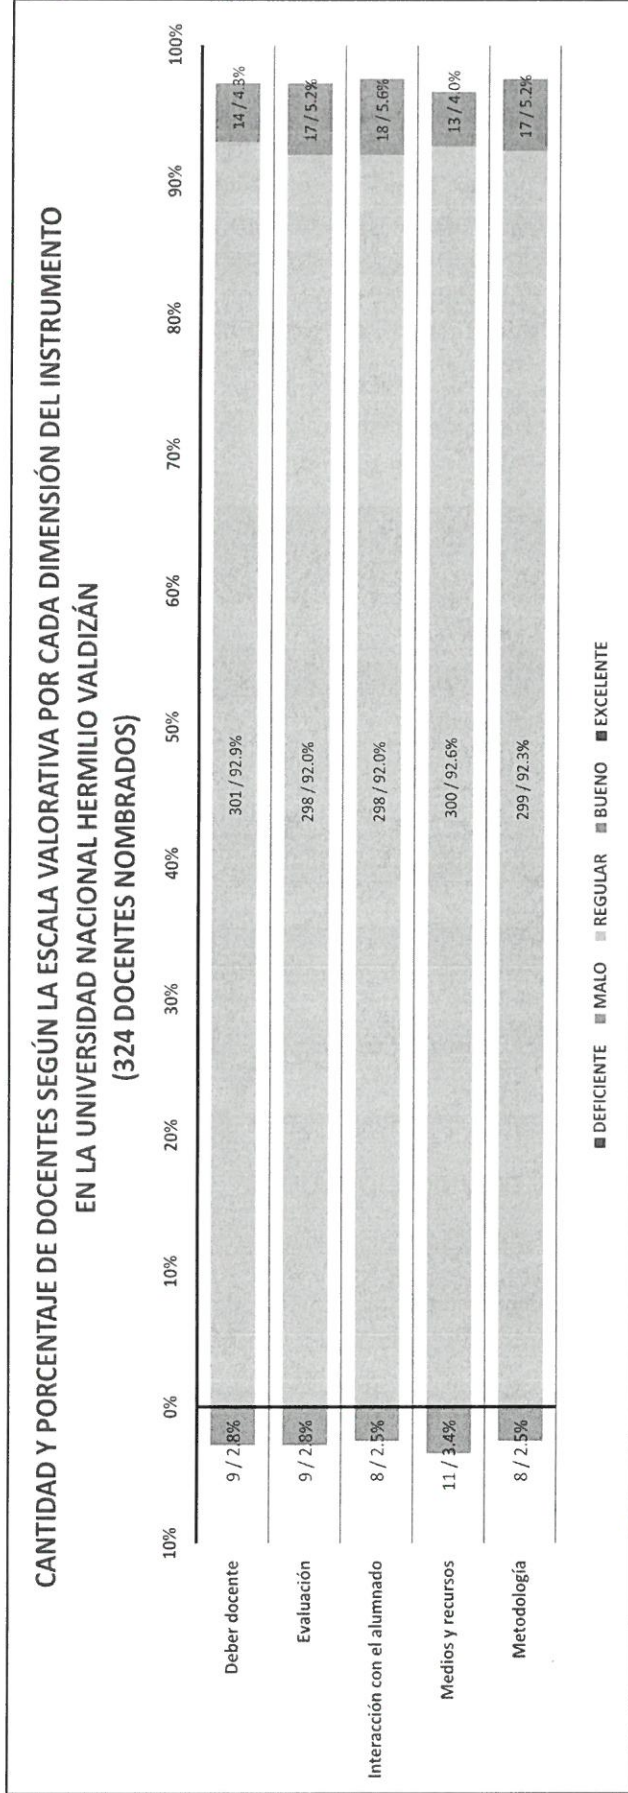 CANTIDAD Y PORCENTAJE DE DOCENTES SEGÚN LA ESCALA VALORATIVA POR CADA DIMENSIÓN DEL INSTRUMENTO
EN LA UNIVERSIDAD NACIONAL HERMILIO VALDIZÁN
(324 DOCENTES NOMBRADOS)
10% 0% 10% 20% 30% 40% 50% 60% 70% 80% 90% 100%
Deber docente 9 / 2.8% 301 / 92.9% 14 / 4.3%
Evaluación 9 / 2.8% 298 / 92.0% 17 / 5.2%
Interacción con el alumnado 8 / 2.5% 298 / 92.0% 18 / 5.6%
Medios y recursos 11 / 3.4% 300 / 92.6% 13 / 4.0%
Metodología 8 / 2.5% 299 / 92.3% 17 / 5.2%
DEFICIENTE MALO REGULAR BUENO EXCELENTE